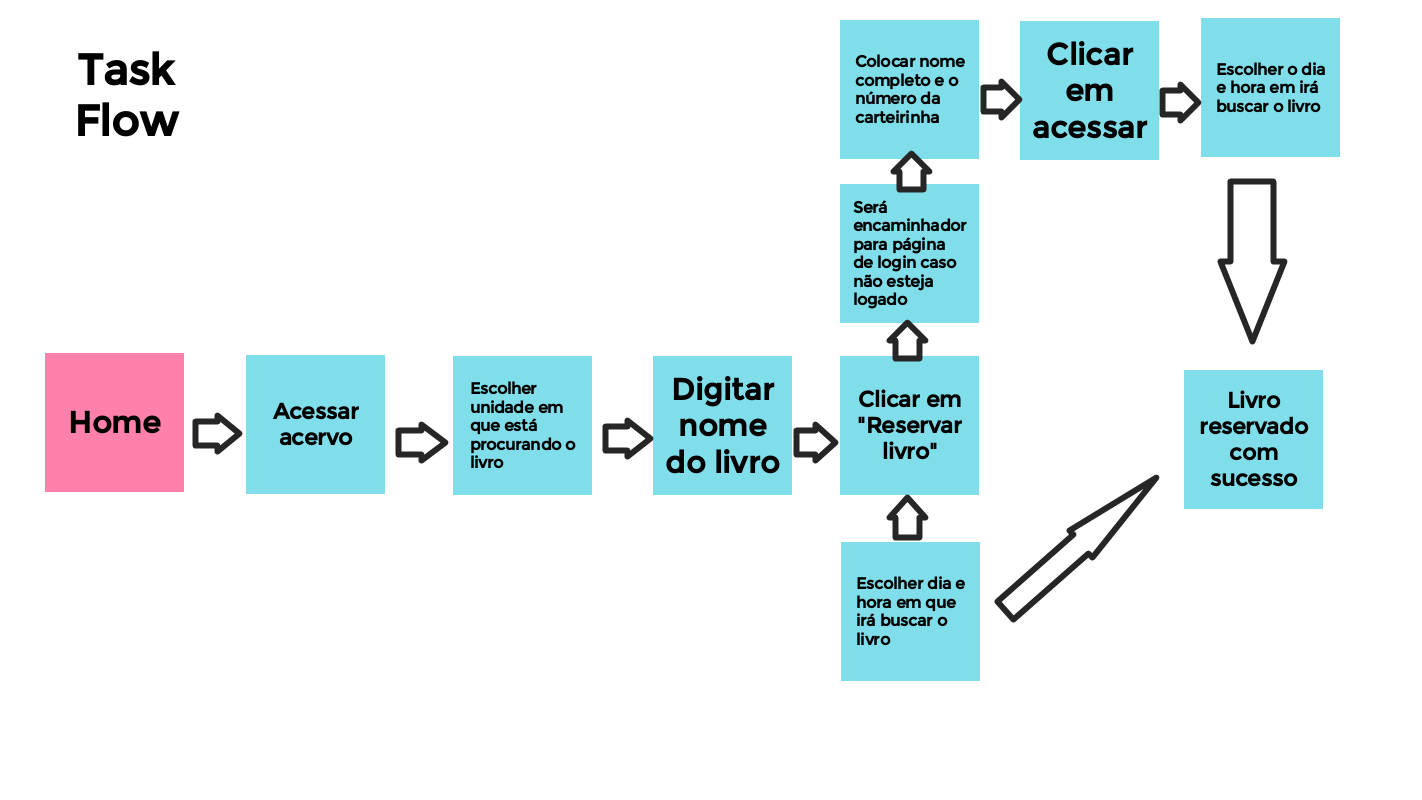 Task
Flow
Home
Acessar
acervo
Escolher
unidade em
que está
procurando o
livro
Digitar
nome
do livro
Clicar em
"Reservar
livro"
Será
encaminhador
para página
de login caso
não esteja
logado
Colocar nome
completo e o
número da
carteirinha
Clicar
em
acessar
Escolher o dia
e hora em irá
buscar o livro
Escolher dia e
hora em que
irá buscar o
livro
Livro
reservado
com
sucesso